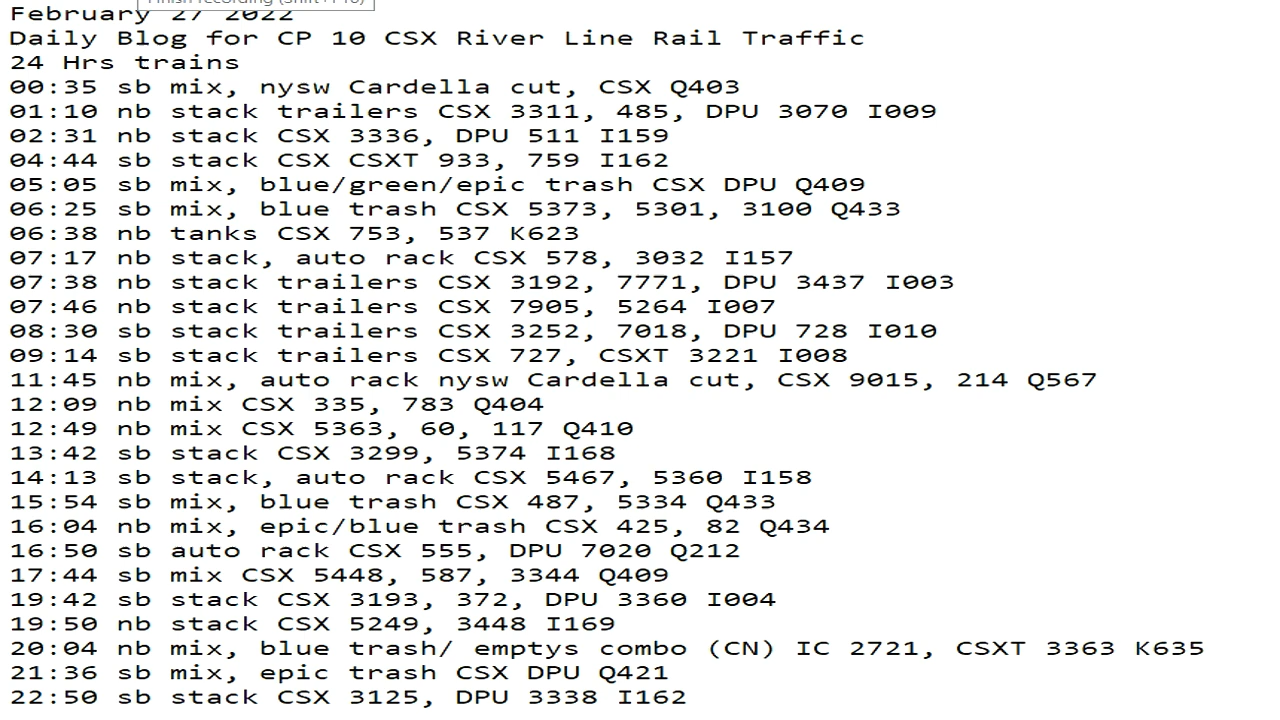 Finish recording (Shift+F10)
February 27 2022
Daily Blog for CP 10 CSX River Line Rail Traffic
24 Hrs trains
00:35 sb mix, nysw Cardella cut, CSX Q403
01:10 nb stack trailers CSX 3311, 485, DPU 3070 I009
02:31 nb stack CSX 3336, DPU 511 I159
04:44 sb stack CSX CSXT 933, 759 I162
05:05 sb mix, blue/green/epic trash CSX DPU Q409
06:25 sb mix, blue trash CSX 5373, 5301, 3100 Q433
06:38 nb tanks CSX 753, 537 K623
07:17 nb stack, auto rack CSX 578, 3032 I157
07:38 nb stack trailers CSX 3192, 7771, DPU 3437 I003
07:46 nb stack trailers CSX 7905, 5264 I007
08:30 sb stack trailers CSX 3252, 7018, DPU 728 I010
09:14 sb stack trailers CSX 727, CSXT 3221 I008
11:45 nb mix, auto rack nysw Cardella cut, CSX 9015, 214 Q567
12:09 nb mix CSX 335, 783 Q404
12:49 nb mix CSX 5363, 60, 117 Q410
13:42 sb stack CSX 3299, 5374 I168
14:13 sb stack, auto rack CSX 5467, 5360 I158
15:54 sb mix, blue trash CSX 487, 5334 Q433
16:04 nb mix, epic/blue trash CSX 425, 82 Q434
16:50 sb auto rack CSX 555, DPU 7020 Q212
17:44 sb mix CSX 5448, 587, 3344 Q409
19:42 sb stack CSX 3193, 372, DPU 3360 I004
19:50 nb stack CSX 5249, 3448 I169
20:04 nb mix, blue trash/ emptys combo (CN) IC 2721, CSXT 3363 K635
21:36 sb mix, epic trash CSX DPU Q421
22:50 sb stack CSX 3125, DPU 3338 I162